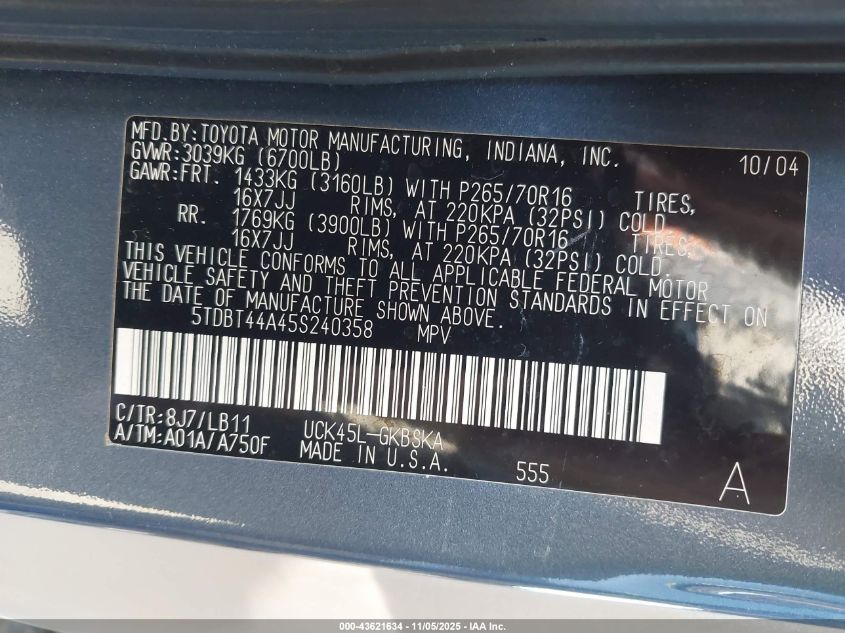 MFD.BY:TOYOTA MOTOR MANUFACTURING, INDIANA, INC. 10/04
GVWR:3039KG (6700LB)
GAWR:FRT. 1433KG (3160LB) WITH P265/70R16 TIRES,
16X7JJ RIMS, AT 220KPA (32PSI) COLD.
RR. 1769KG (3900LB) WITH P265/70R16 TIRES,
16X7JJ RIMS, AT 220KPA (32PSI) COLD.
THIS VEHICLE CONFORMS TO ALL APPLICABLE FEDERAL MOTOR
VEHICLE SAFETY AND THEFT PREVENTION STANDARDS IN EFFECT ON
THE DATE OF MANUFACTURE SHOWN ABOVE.
5TDBT44A45S240358 MPV
C/TR:8J7/LB11 UCK45L-GKBSKA
A/TM:A01A/A750F MADE IN U.S.A. 555 A
000-43621634 - 11/05/2025 - IAA Inc.